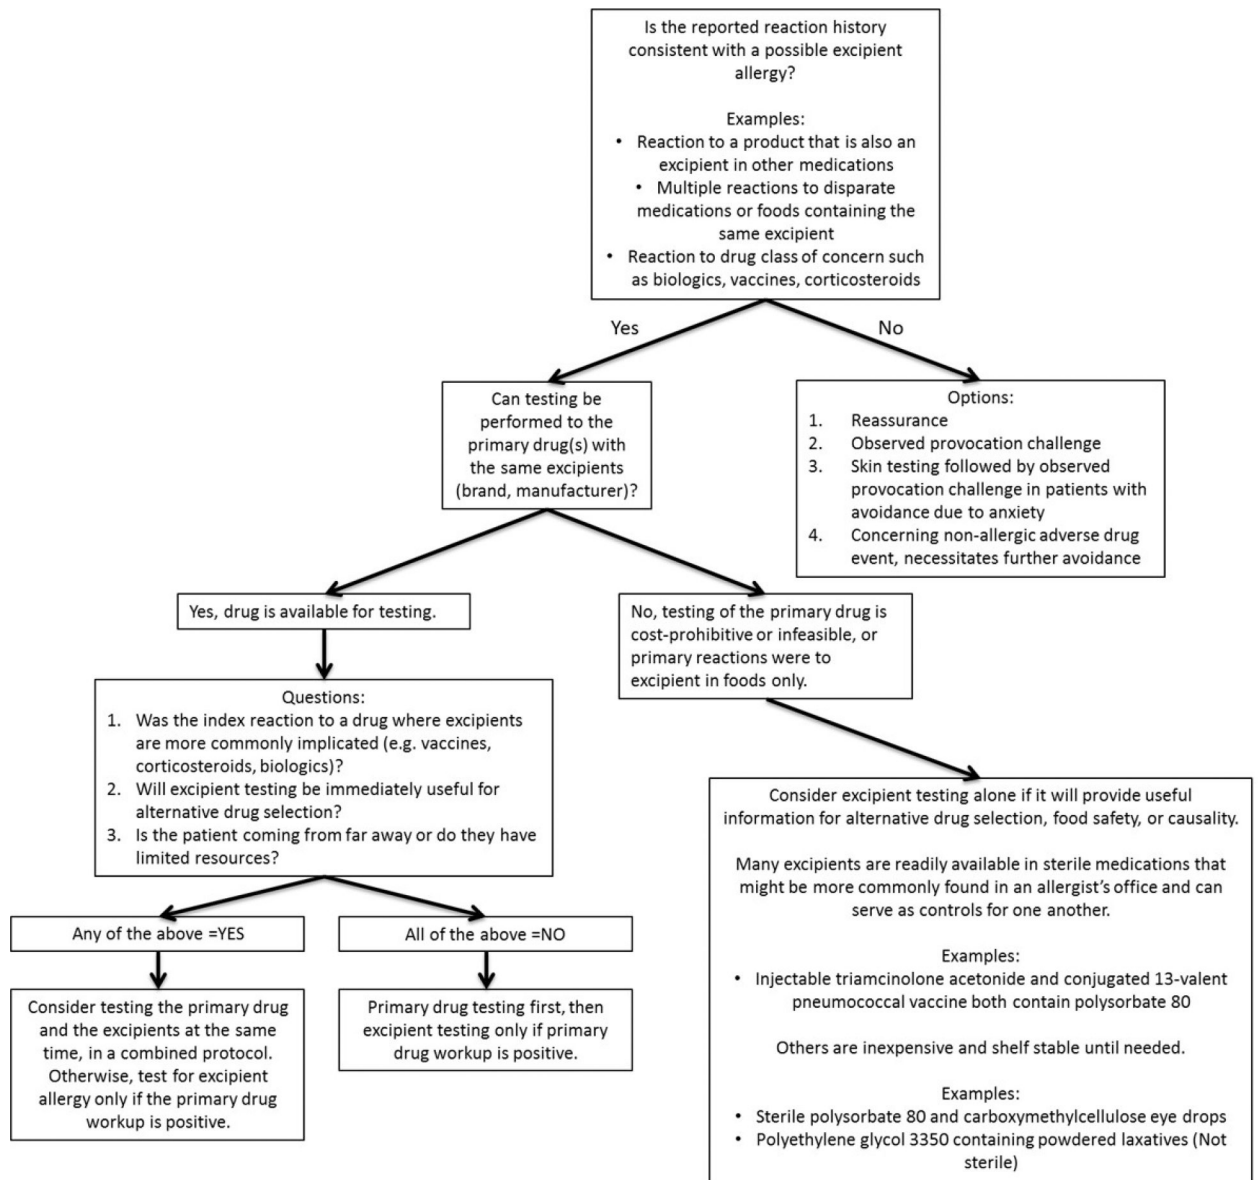 Is the reported reaction history
consistent with a possible excipient
allergy?
Examples:
• Reaction to a product that is also an
excipient in other medications
• Multiple reactions to disparate
medications or foods containing the
same excipient
• Reaction to drug class of concern such
as biologics, vaccines, corticosteroids
Yes
No
Can testing be
performed to the
primary drug(s) with
the same excipients
(brand, manufacturer)?
Options:
1. Reassurance
2. Observed provocation challenge
3. Skin testing followed by observed
provocation challenge in patients with
avoidance due to anxiety
4. Concerning non-allergic adverse drug
event, necessitates further avoidance
Yes, drug is available for testing.
No, testing of the primary drug is
cost-prohibitive or infeasible, or
primary reactions were to
excipient in foods only.
Questions:
1. Was the index reaction to a drug where excipients
are more commonly implicated (e.g. vaccines,
corticosteroids, biologics)?
2. Will excipient testing be immediately useful for
alternative drug selection?
3. Is the patient coming from far away or do they have
limited resources?
Any of the above =YES
All of the above =NO
Consider testing the primary drug
and the excipients at the same
time, in a combined protocol.
Otherwise, test for excipient
allergy only if the primary drug
workup is positive.
Primary drug testing first, then
excipient testing only if primary
drug workup is positive.
Consider excipient testing alone if it will provide useful
information for alternative drug selection, food safety, or causality.
Many excipients are readily available in sterile medications that
might be more commonly found in an allergist's office and can
serve as controls for one another.
Examples:
• Injectable triamcinolone acetonide and conjugated 13-valent
pneumococcal vaccine both contain polysorbate 80
Others are inexpensive and shelf stable until needed.
Examples:
• Sterile polysorbate 80 and carboxymethylcellulose eye drops
• Polyethylene glycol 3350 containing powdered laxatives (Not
sterile)